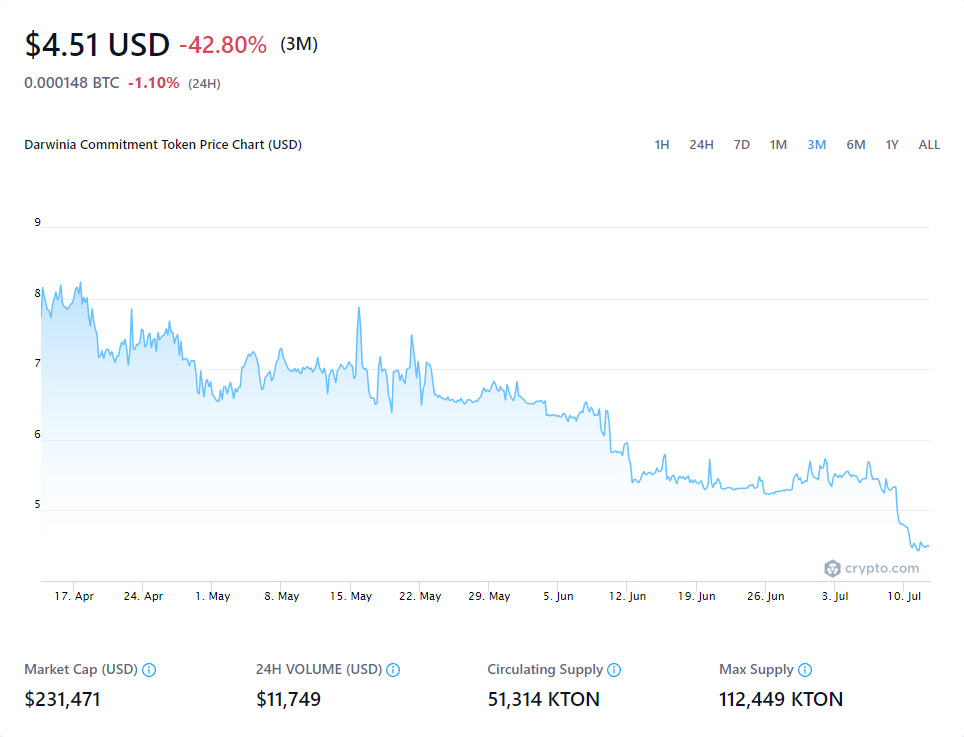 $4.51 USD -42.80% (3M)
0.000148 BTC -1.10% (24H)
Darwinia Commitment Token Price Chart (USD) 1H 24H 7D 1M 3M 6M 1Y ALL
9
8
7
6
5
crypto.com
17. Apr 24. Apr 1. May 8. May 15. May 22. May 29. May 5. Jun 12. Jun 19. Jun 26. Jun 3. Jul 10. Jul
Market Cap (USD) 24H VOLUME (USD) Circulating Supply Max Supply
$231,471 $11,749 51,314 KTON 112,449 KTON